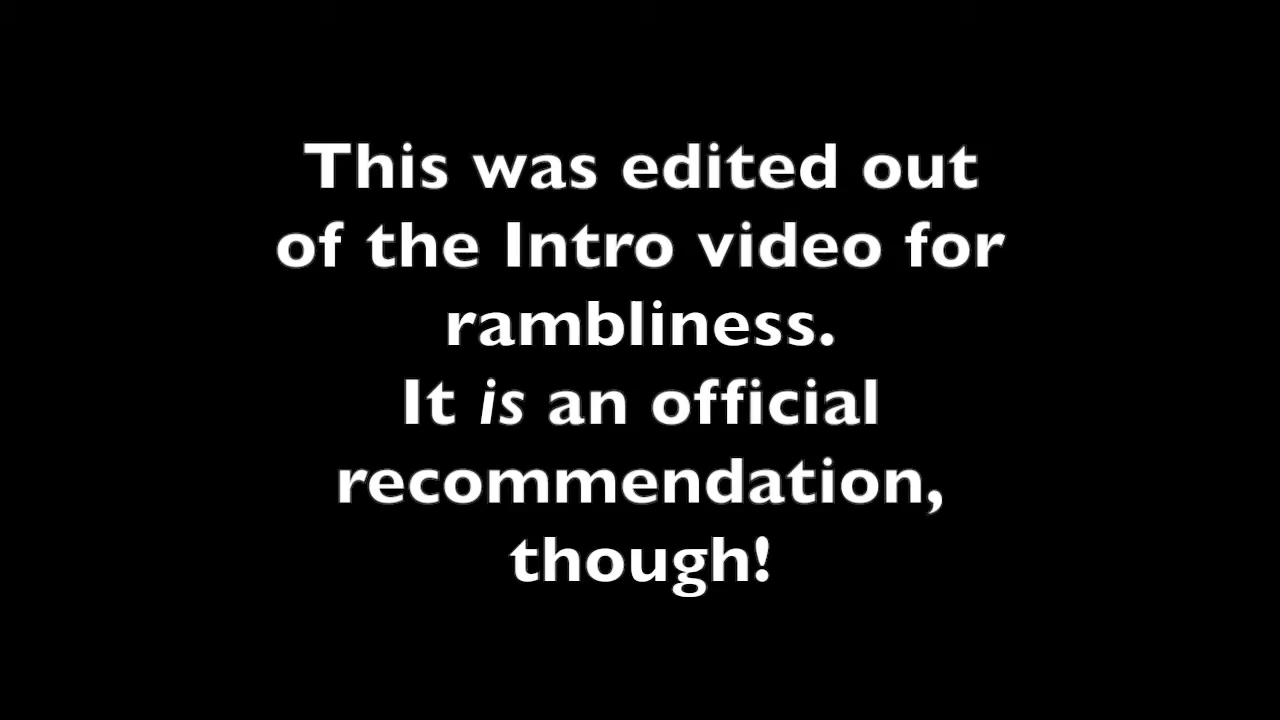 This was edited out
of the Intro video for
rambliness.
It is an official
recommendation,
though!